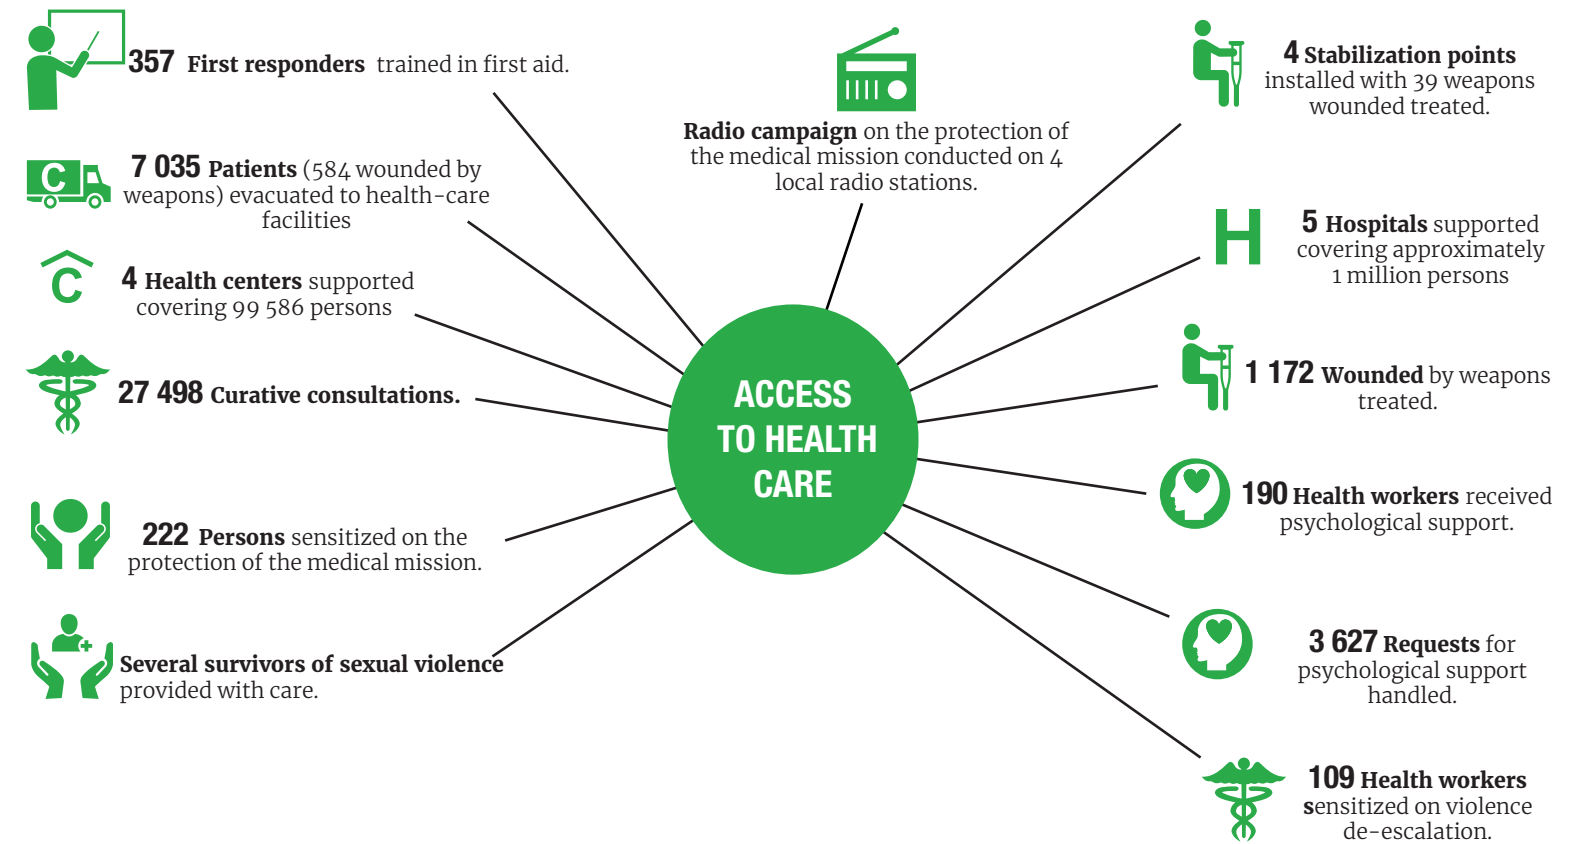 357 First responders trained in first aid.
C
7 035 Patients (584 wounded by
weapons) evacuated to health-care
facilities
C
4 Health centers supported
covering 99 586 persons
27 498 Curative consultations.
222 Persons sensitized on the
protection of the medical mission.
Several survivors of sexual violence
provided with care.
Radio campaign on the protection of
the medical mission conducted on 4
local radio stations.
ACCESS
TO HEALTH
CARE
4 Stabilization points
installed with 39 weapons
wounded treated.
H
5 Hospitals supported
covering approximately
1 million persons
1 172 Wounded by weapons
treated.
190 Health workers received
psychological support.
3 627 Requests for
psychological support
handled.
109 Health workers
sensitized on violence
de-escalation.